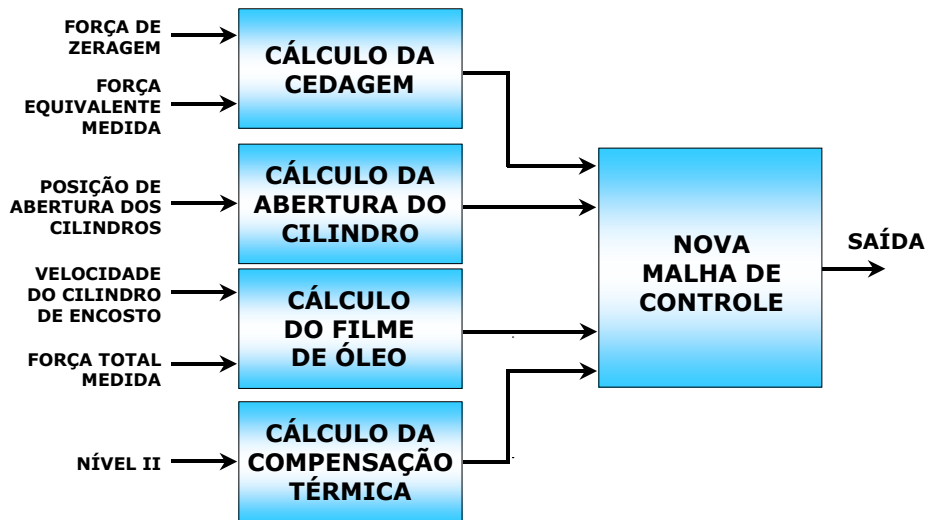 FORÇA DE
ZERAGEM
FORÇA
EQUIVALENTE
MEDIDA
CÁLCULO DA
CEDAGEM
POSIÇÃO DE
ABERTURA DOS
CILINDROS
CÁLCULO DA
ABERTURA DO
CILINDRO
VELOCIDADE
DO CILINDRO
DE ENCOSTO
FORÇA TOTAL
MEDIDA
CÁLCULO
DO FILME
DE ÓLEO
NÍVEL II
CÁLCULO DA
COMPENSAÇÃO
TÉRMICA
NOVA
MALHA DE
CONTROLE
SAÍDA